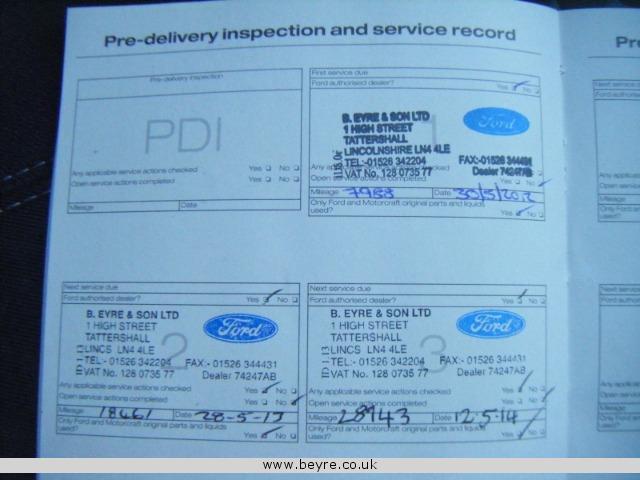 Pre-delivery inspection and service record
Pre-delivery inspection
PDI
Any applicable service actions checked Yes No
Open service actions completed Yes No
Mileage Date
First service due
Ford authorised dealer? Yes No
1
B. EYRE & SON LTD
1 HIGH STREET
TATTERSHALL
LINCOLNSHIRE LN4 4LE
TEL:-01526 342204 FAX:-01526 344431
VAT No. 128 0735 77 Dealer 74247AB
Ford
Mileage 7988 Date 30/5/2012
Only Ford and Motorcraft original parts and liquids used? Yes No
Next service due
Ford authorised dealer? Yes No
2
B. EYRE & SON LTD
1 HIGH STREET
TATTERSHALL
LINCS LN4 4LE
TEL:- 01526 342204 FAX:- 01526 344431
VAT No. 128 0735 77 Dealer 74247AB
Ford
Any applicable service actions checked Yes No
Open service actions completed Yes No
Mileage 18661 Date 28-5-13
Only Ford and Motorcraft original parts and liquids used? Yes No
Next service due
Ford authorised dealer? Yes No
3
B. EYRE & SON LTD
1 HIGH STREET
TATTERSHALL
LINCS LN4 4LE
TEL:- 01526 342204 FAX:- 01526 344431
VAT No. 128 0735 77 Dealer 74247AB
Ford
Any applicable service actions checked Yes No
Open service actions completed Yes No
Mileage 28943 Date 12.5.14
Only Ford and Motorcraft original parts and liquids used? Yes No
www.beyre.co.uk